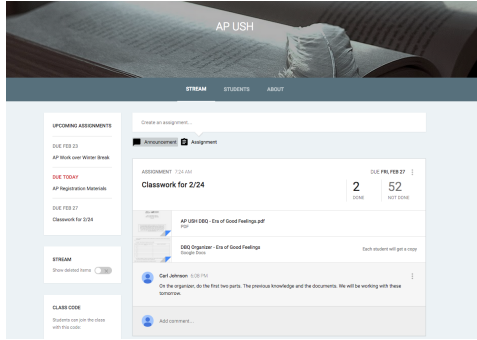 AP USH
STREAM STUDENTS ABOUT
UPCOMING ASSIGNMENTS
DUE FEB 23
AP Work over Winter Break
DUE TODAY
AP Registration Materials
DUE FEB 27
Classwork for 2/24
STREAM
Show deleted items
CLASS CODE
Students can join the class
with this code.
Create an assignment...
Announcement Assignment
ASSIGNMENT 7:24 AM
DUE FRI, FEB 27
Classwork for 2/24
2 52
DONE NOT DONE
AP USH DBQ - Era of Good Feelings.pdf
PDF
DBQ Organizer - Era of Good Feelings
Google Docs
Each student will get a copy
Carl Johnson 6:38 PM
On the organizer, do the first two parts. The previous knowledge and the documents. We will be working with these
tomorrow.
Add comment...